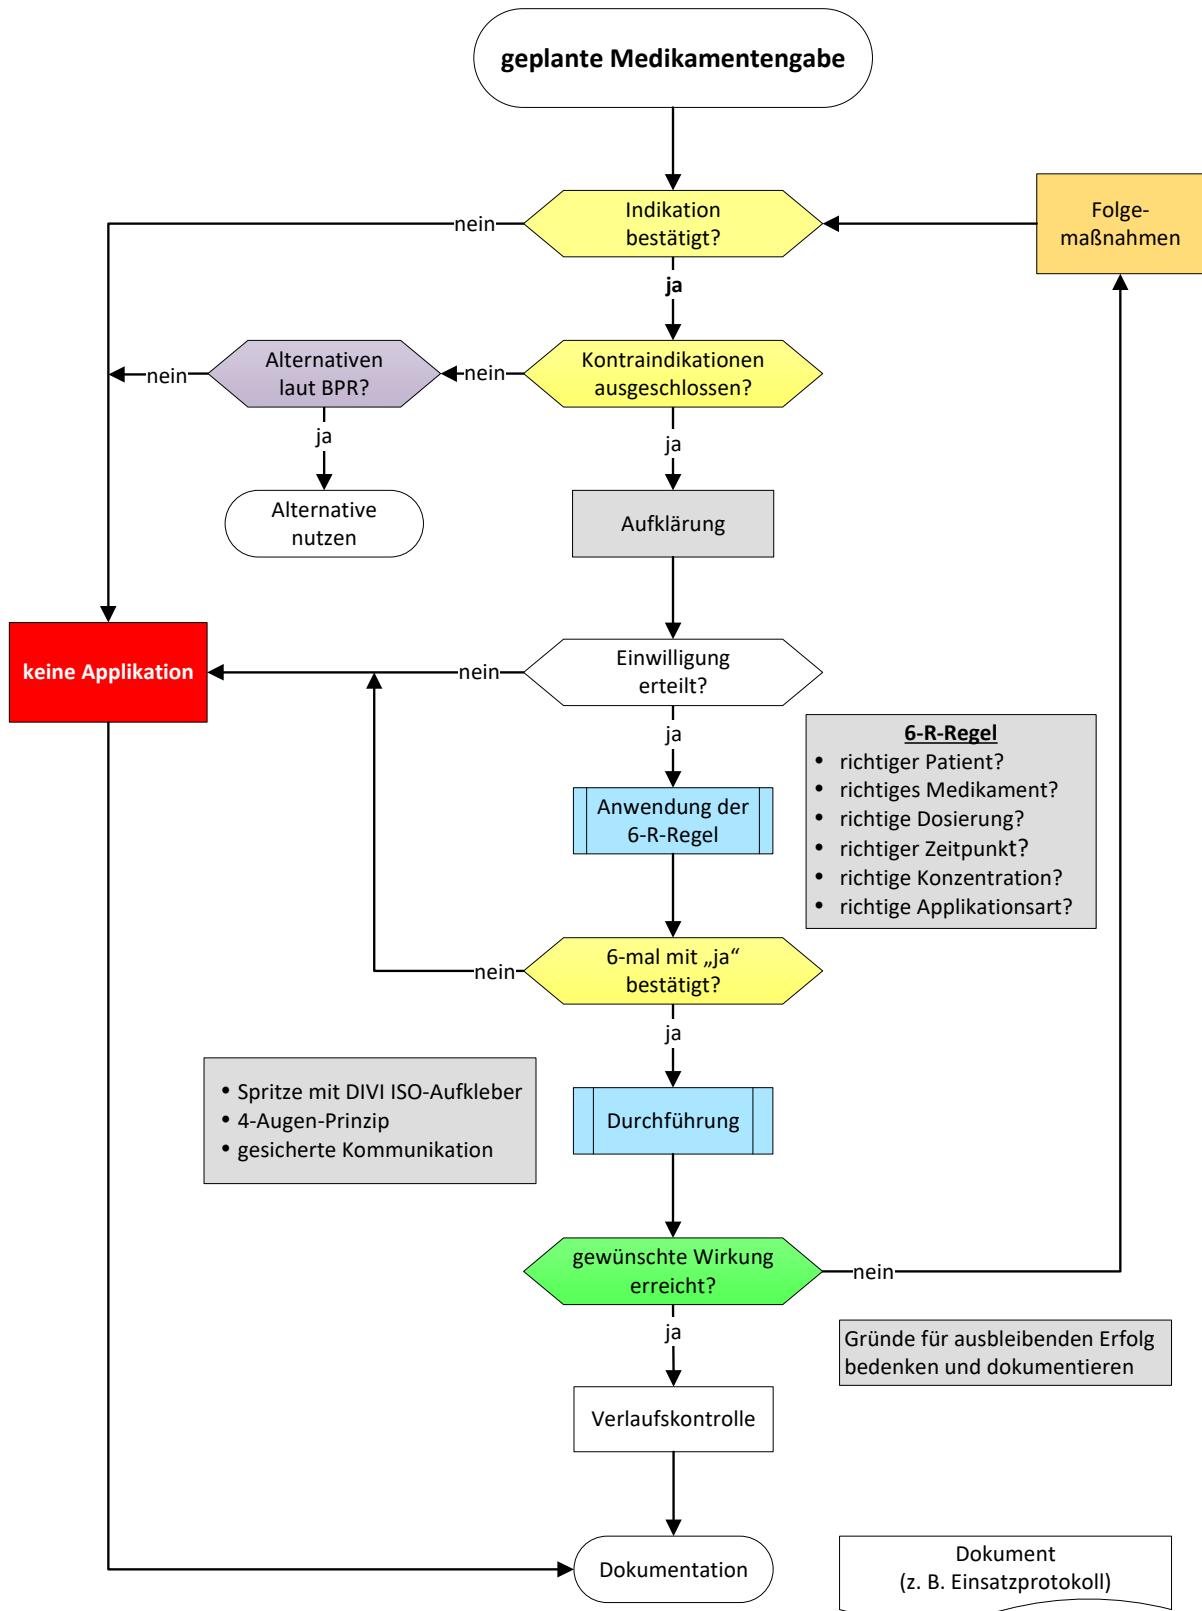 geplante Medikamentengabe
nein
Indikation
bestätigt?
Folge-
maßnahmen
ja
Alternativen
laut BPR?
nein
nein
Kontraindikationen
ausgeschlossen?
ja
ja
Alternative
nutzen
Aufklärung
keine Applikation
nein
Einwilligung
erteilt?
ja
6-R-Regel
• richtiger Patient?
• richtiges Medikament?
• richtige Dosierung?
• richtiger Zeitpunkt?
• richtige Konzentration?
• richtige Applikationsart?
Anwendung der
6-R-Regel
nein
6-mal mit „ja“
bestätigt?
ja
• Spritze mit DIVI ISO-Aufkleber
• 4-Augen-Prinzip
• gesicherte Kommunikation
Durchführung
gewünschte Wirkung
erreicht?
nein
ja
Gründe für ausbleibenden Erfolg
bedenken und dokumentieren
Verlaufskontrolle
Dokumentation
Dokument
(z. B. Einsatzprotokoll)